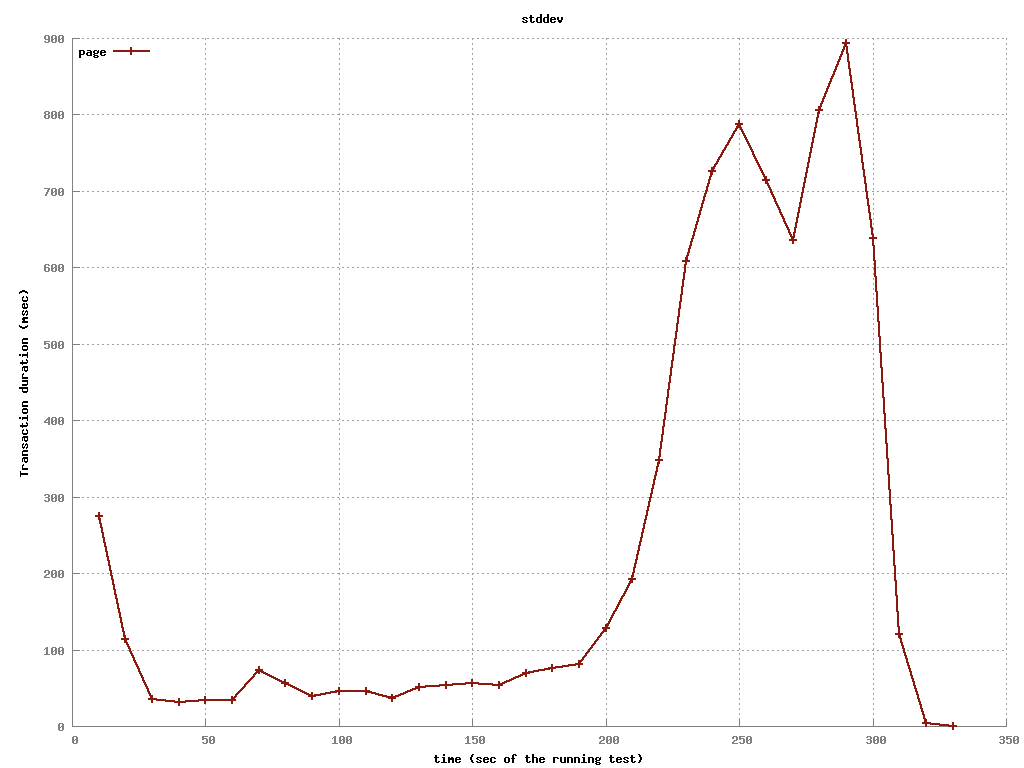 stddev
page
900
800
700
600
500
400
300
200
100
0
Transaction duration (msec)
0 50 100 150 200 250 300 350
time (sec of the running test)